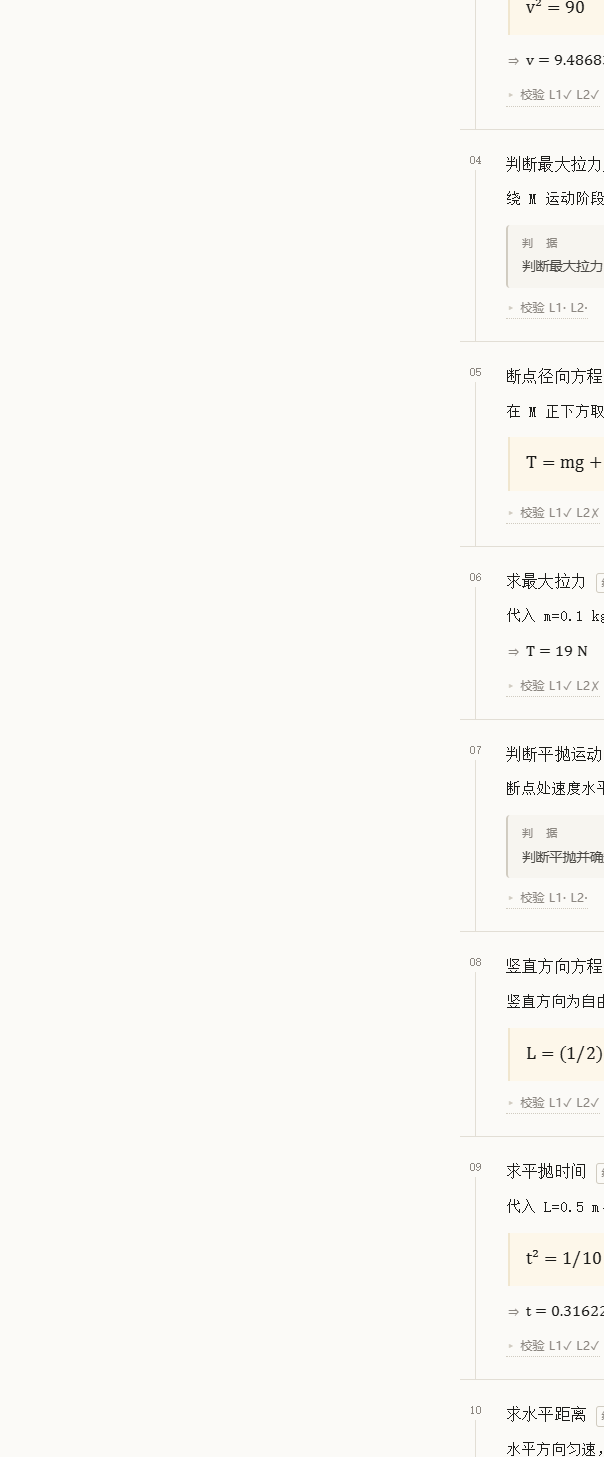 v² = 90
⇒ v = 9.4868
▸ 校验 L1✓ L2✓
04
判断最大拉力
绕 M 运动阶段
判 据
判断最大拉力
▸ 校验 L1· L2·
05
断点径向方程
在 M 正下方取
T = mg +
▸ 校验 L1✓ L2✗
06
求最大拉力
代入 m=0.1 kg
⇒ T = 19 N
▸ 校验 L1✓ L2✗
07
判断平抛运动
断点处速度水平
判 据
判断平抛并确
▸ 校验 L1· L2·
08
竖直方向方程
竖直方向为自由
L = (1/2)
▸ 校验 L1✓ L2✓
09
求平抛时间
代入 L=0.5 m
t² = 1/10
⇒ t = 0.31622
▸ 校验 L1✓ L2✓
10
求水平距离
水平方向匀速，